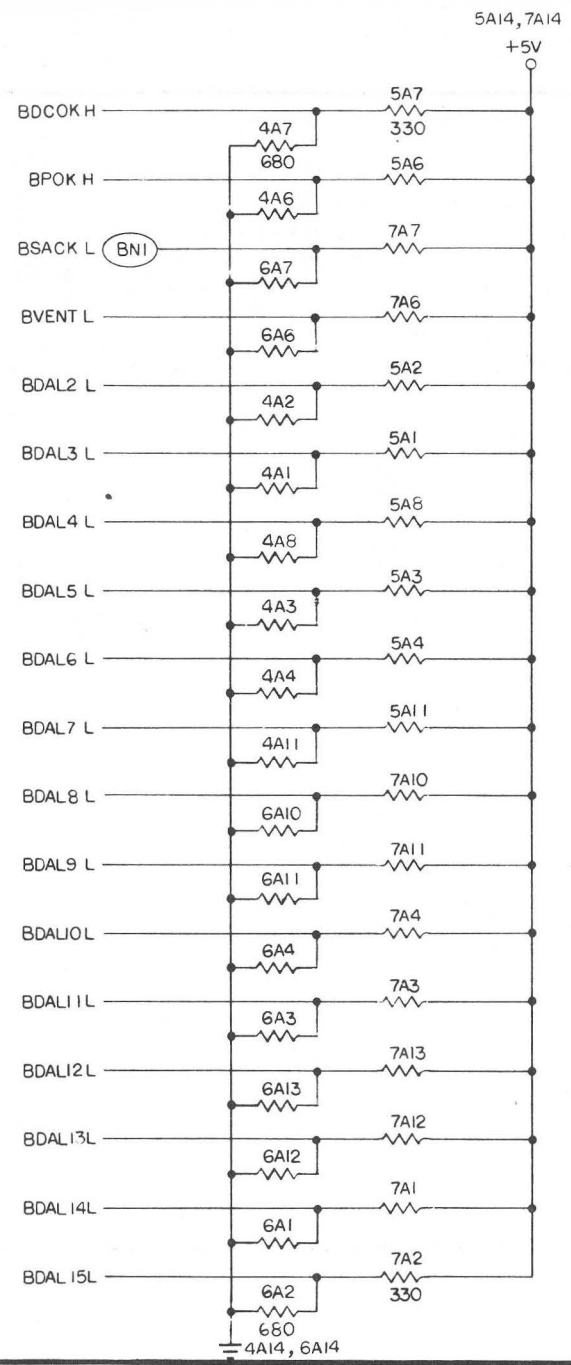 5A14, 7A14
+5V
BDCOK H
5A7
330
4A7
680
BPOK H
5A6
4A6
BSACK L BN1
7A7
6A7
BVENT L
7A6
6A6
BDAL2 L
5A2
4A2
BDAL3 L
5A1
4A1
BDAL4 L
5A8
4A8
BDAL5 L
5A3
4A3
BDAL6 L
5A4
4A4
BDAL7 L
5A11
4A11
BDAL8 L
7A10
6A10
BDAL9 L
7A11
6A11
BDAL10 L
7A4
6A4
BDAL11 L
7A3
6A3
BDAL12 L
7A13
6A13
BDAL13L
7A12
6A12
BDAL14L
7A1
6A1
BDAL15L
7A2
330
6A2
680
4A14, 6A14